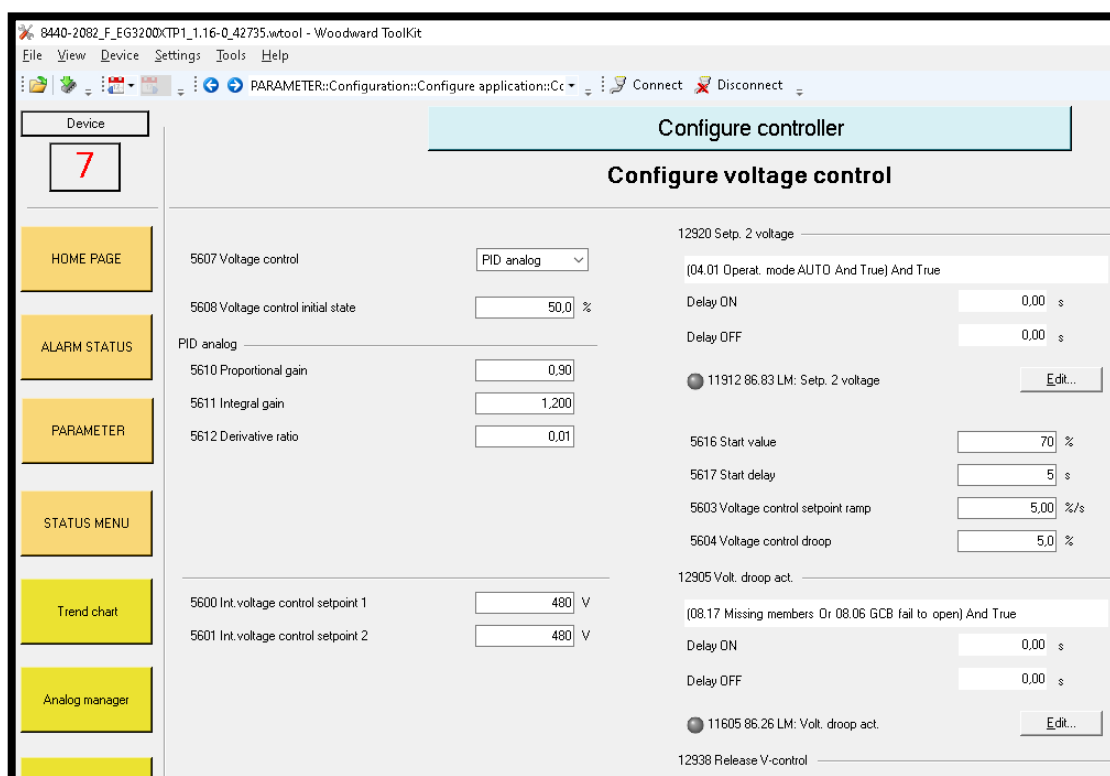 8440-2082_F_EG3200XTP1_1.16-0_42735.wtool - Woodward ToolKit
File View Device Settings Tools Help
PARAMETER::Configuration::Configure application::Cc Connect Disconnect
Device
7
HOME PAGE
ALARM STATUS
PARAMETER
STATUS MENU
Trend chart
Analog manager
Configure controller
Configure voltage control
5607 Voltage control PID analog
5608 Voltage control initial state 50,0 %
PID analog
5610 Proportional gain 0,90
5611 Integral gain 1,200
5612 Derivative ratio 0,01
5600 Int.voltage control setpoint 1 480 V
5601 Int.voltage control setpoint 2 480 V
12920 Setp. 2 voltage
(04.01 Operat. mode AUTO And True) And True
Delay ON 0,00 s
Delay OFF 0,00 s
11912 86.83 LM: Setp. 2 voltage Edit...
5616 Start value 70 %
5617 Start delay 5 s
5603 Voltage control setpoint ramp 5,00 %/s
5604 Voltage control droop 5,0 %
12905 Volt. droop act.
(08.17 Missing members Or 08.06 GCB fail to open) And True
Delay ON 0,00 s
Delay OFF 0,00 s
11605 86.26 LM: Volt. droop act. Edit...
12938 Release V-control